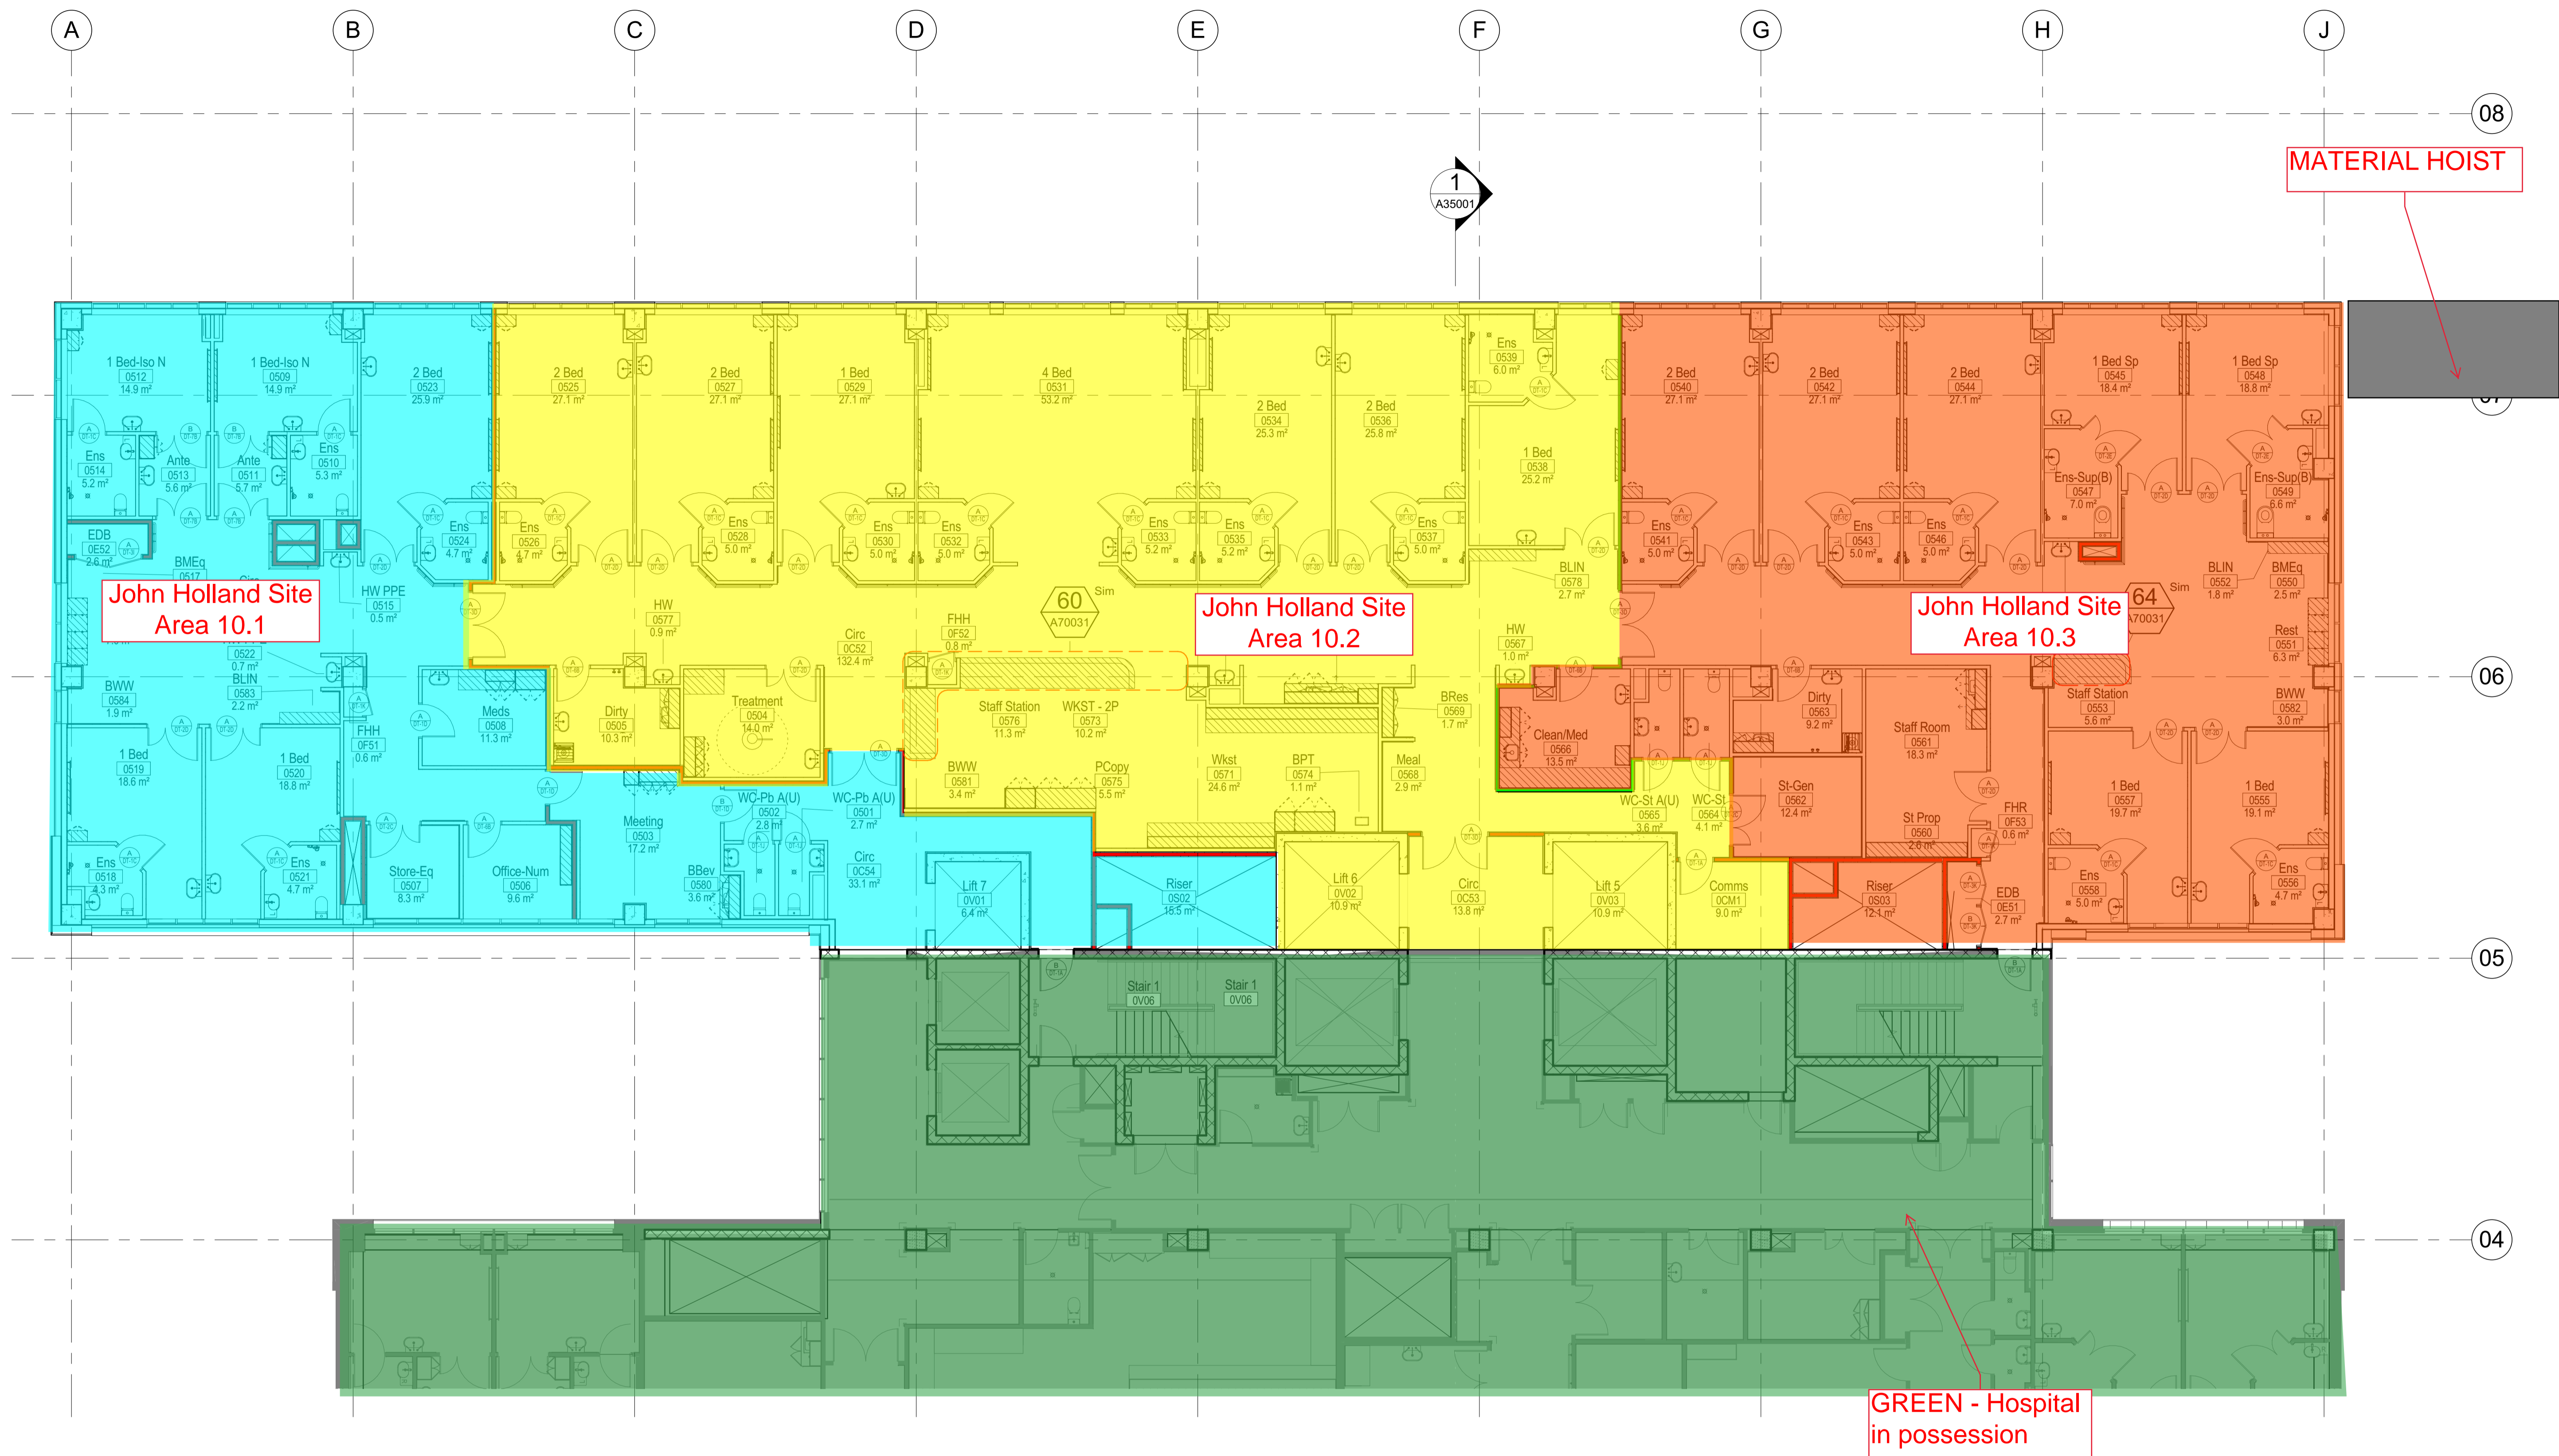 A
B
C
D
E
F
G
H
J
08
MATERIAL HOIST
1
A35001
1 Bed-Iso N
0512
14.9 m²
1 Bed-Iso N
0509
14.9 m²
2 Bed
0523
25.9 m²
2 Bed
0525
27.1 m²
2 Bed
0527
27.1 m²
1 Bed
0529
27.1 m²
4 Bed
0531
53.2 m²
2 Bed
0534
25.3 m²
2 Bed
0536
25.8 m²
Ens
0539
6.0 m²
1 Bed
0538
25.2 m²
2 Bed
0540
27.1 m²
2 Bed
0542
27.1 m²
2 Bed
0544
27.1 m²
1 Bed Sp
0545
18.4 m²
1 Bed Sp
0548
18.8 m²
Ens
0514
5.2 m²
Ante
0513
5.6 m²
Ante
0511
5.7 m²
Ens
0510
5.3 m²
Ens
0524
4.7 m²
Ens
0526
4.7 m²
Ens
0528
5.0 m²
Ens
0530
5.0 m²
Ens
0532
5.0 m²
Ens
0533
5.2 m²
Ens
0535
5.2 m²
Ens
0537
5.0 m²
Ens
0541
5.0 m²
Ens
0543
5.0 m²
Ens
0546
5.0 m²
Ens-Sup(B)
0547
7.0 m²
Ens-Sup(B)
0549
6.6 m²
EDB
0E52
2.6 m²
BMEq
0517
John Holland Site
Area 10.1
HW PPE
0515
0.5 m²
0522
0.7 m²
BLIN
0583
2.2 m²
HW
0577
0.9 m²
Circ
0C52
132.4 m²
FHH
0F52
0.8 m²
60
A70031
Sim
John Holland Site
Area 10.2
HW
0567
1.0 m²
BLIN
0578
2.7 m²
John Holland Site
Area 10.3
64
A70031
Sim
BLIN
0552
1.8 m²
BMEq
0550
2.5 m²
Rest
0551
6.3 m²
06
BWW
0584
1.9 m²
FHH
0F51
0.6 m²
Meds
0508
11.3 m²
Dirty
0505
10.3 m²
Treatment
0504
14.0 m²
Staff Station
0576
11.3 m²
WKST - 2P
0573
10.2 m²
BRes
0569
1.7 m²
Clean/Med
0566
13.5 m²
Dirty
0563
9.2 m²
Staff Room
0561
18.3 m²
Staff Station
0553
5.6 m²
BWW
0582
3.0 m²
1 Bed
0519
18.6 m²
1 Bed
0520
18.8 m²
BWW
0581
3.4 m²
PCopy
0575
5.5 m²
Wkst
0571
24.6 m²
BPT
0574
1.1 m²
Meal
0568
2.9 m²
WC-St A(U)
0565
3.6 m²
WC-St
0564
4.1 m²
St-Gen
0562
12.4 m²
St Prop
0560
2.6 m²
FHR
0F53
0.6 m²
1 Bed
0557
19.7 m²
1 Bed
0555
19.1 m²
Meeting
0503
17.2 m²
WC-Pb A(U)
0502
2.8 m²
WC-Pb A(U)
0501
2.7 m²
Ens
0518
4.3 m²
Ens
0521
4.7 m²
Store-Eq
0507
8.3 m²
Office-Num
0506
9.6 m²
BBev
0580
3.6 m²
Circ
0C54
33.1 m²
Lift 7
0V01
6.4 m²
Riser
0S02
15.5 m²
Lift 6
0V02
10.9 m²
Circ
0C53
13.8 m²
Lift 5
0V03
10.9 m²
Comms
0CM1
9.0 m²
Riser
0S03
12.1 m²
EDB
0E51
2.7 m²
Ens
0558
5.0 m²
Ens
0556
4.7 m²
05
Stair 1
0V06
Stair 1
0V06
04
GREEN - Hospital
in possession